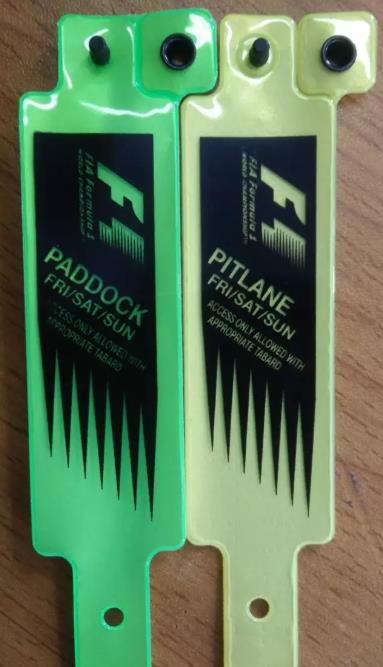 F1
FIA Formula 1
WORLD CHAMPIONSHIP
PADDOCK
FRI/SAT/SUN
ACCESS ONLY ALLOWED WITH
APPROPRIATE TABARD
F1
FIA Formula 1
WORLD CHAMPIONSHIP
PITLANE
FRI/SAT/SUN
ACCESS ONLY ALLOWED WITH
APPROPRIATE TABARD